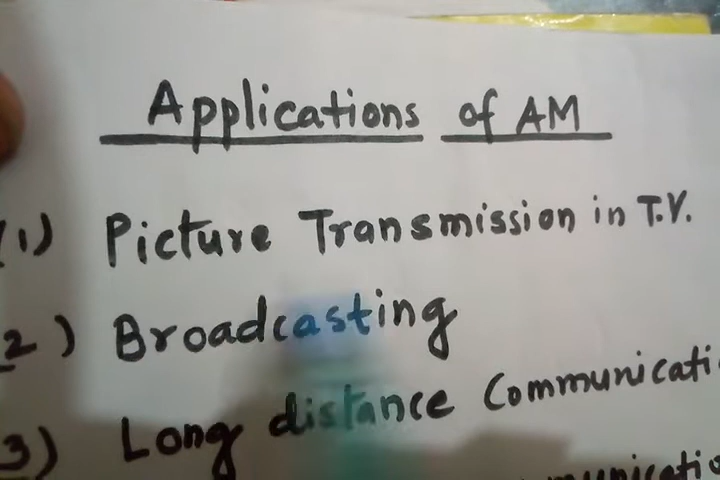 Applications of AM
(1) Picture Transmission in T.V.
2) Broadcasting
3) Long distance Communicati